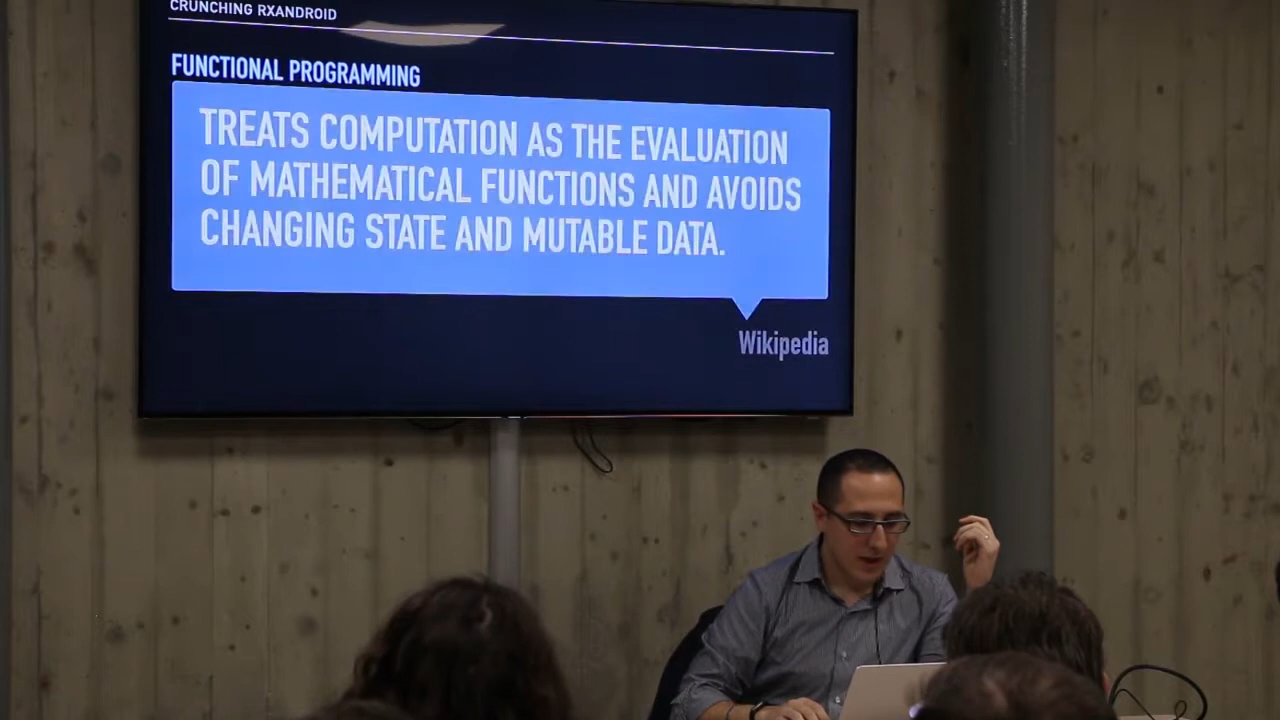 CRUNCHING RXANDROID
FUNCTIONAL PROGRAMMING
TREATS COMPUTATION AS THE EVALUATION
OF MATHEMATICAL FUNCTIONS AND AVOIDS
CHANGING STATE AND MUTABLE DATA.
Wikipedia